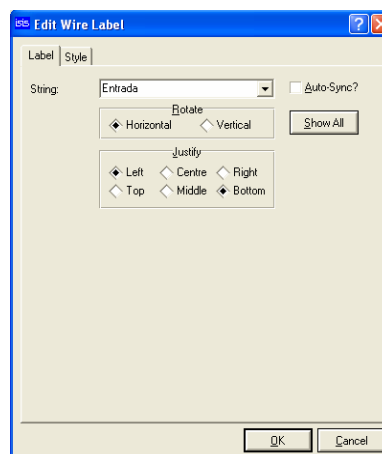 ISIS Edit Wire Label
Label Style
String: Entrada Auto-Sync?
Rotate
Horizontal Vertical Show All
Justify
Left Centre Right
Top Middle Bottom
OK Cancel